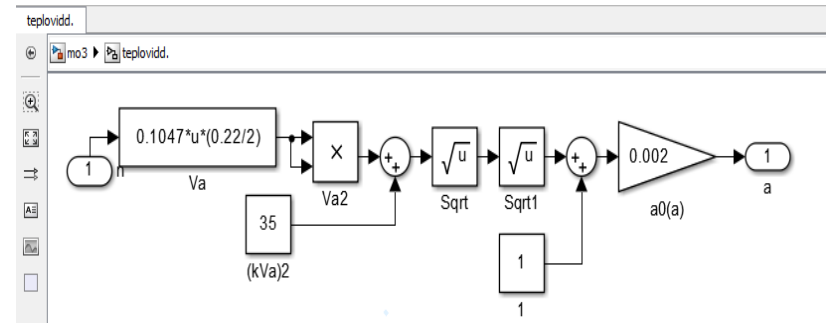 teplovidd.
mo3 teplovidd.
0.1047*u*(0.22/2)
Va
1
n
×
Va2
√u
Sqrt
√u
Sqrt1
0.002
a0(a)
1
a
35
(kVa)2
1
1